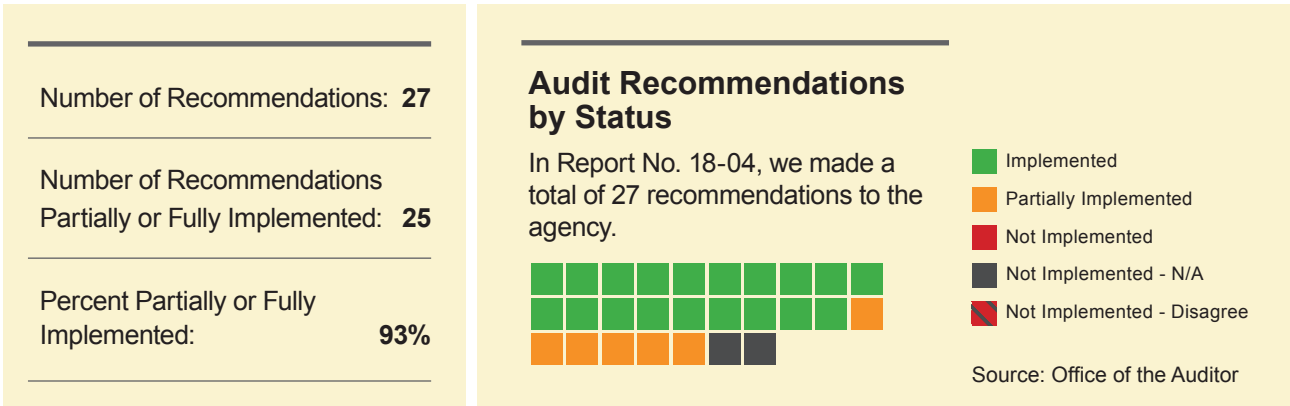 Number of Recommendations: 27
Number of Recommendations
Partially or Fully Implemented: 25
Percent Partially or Fully
Implemented: 93%
Audit Recommendations
by Status
In Report No. 18-04, we made a
total of 27 recommendations to the
agency.
Implemented
Partially Implemented
Not Implemented
Not Implemented - N/A
Not Implemented - Disagree
Source: Office of the Auditor